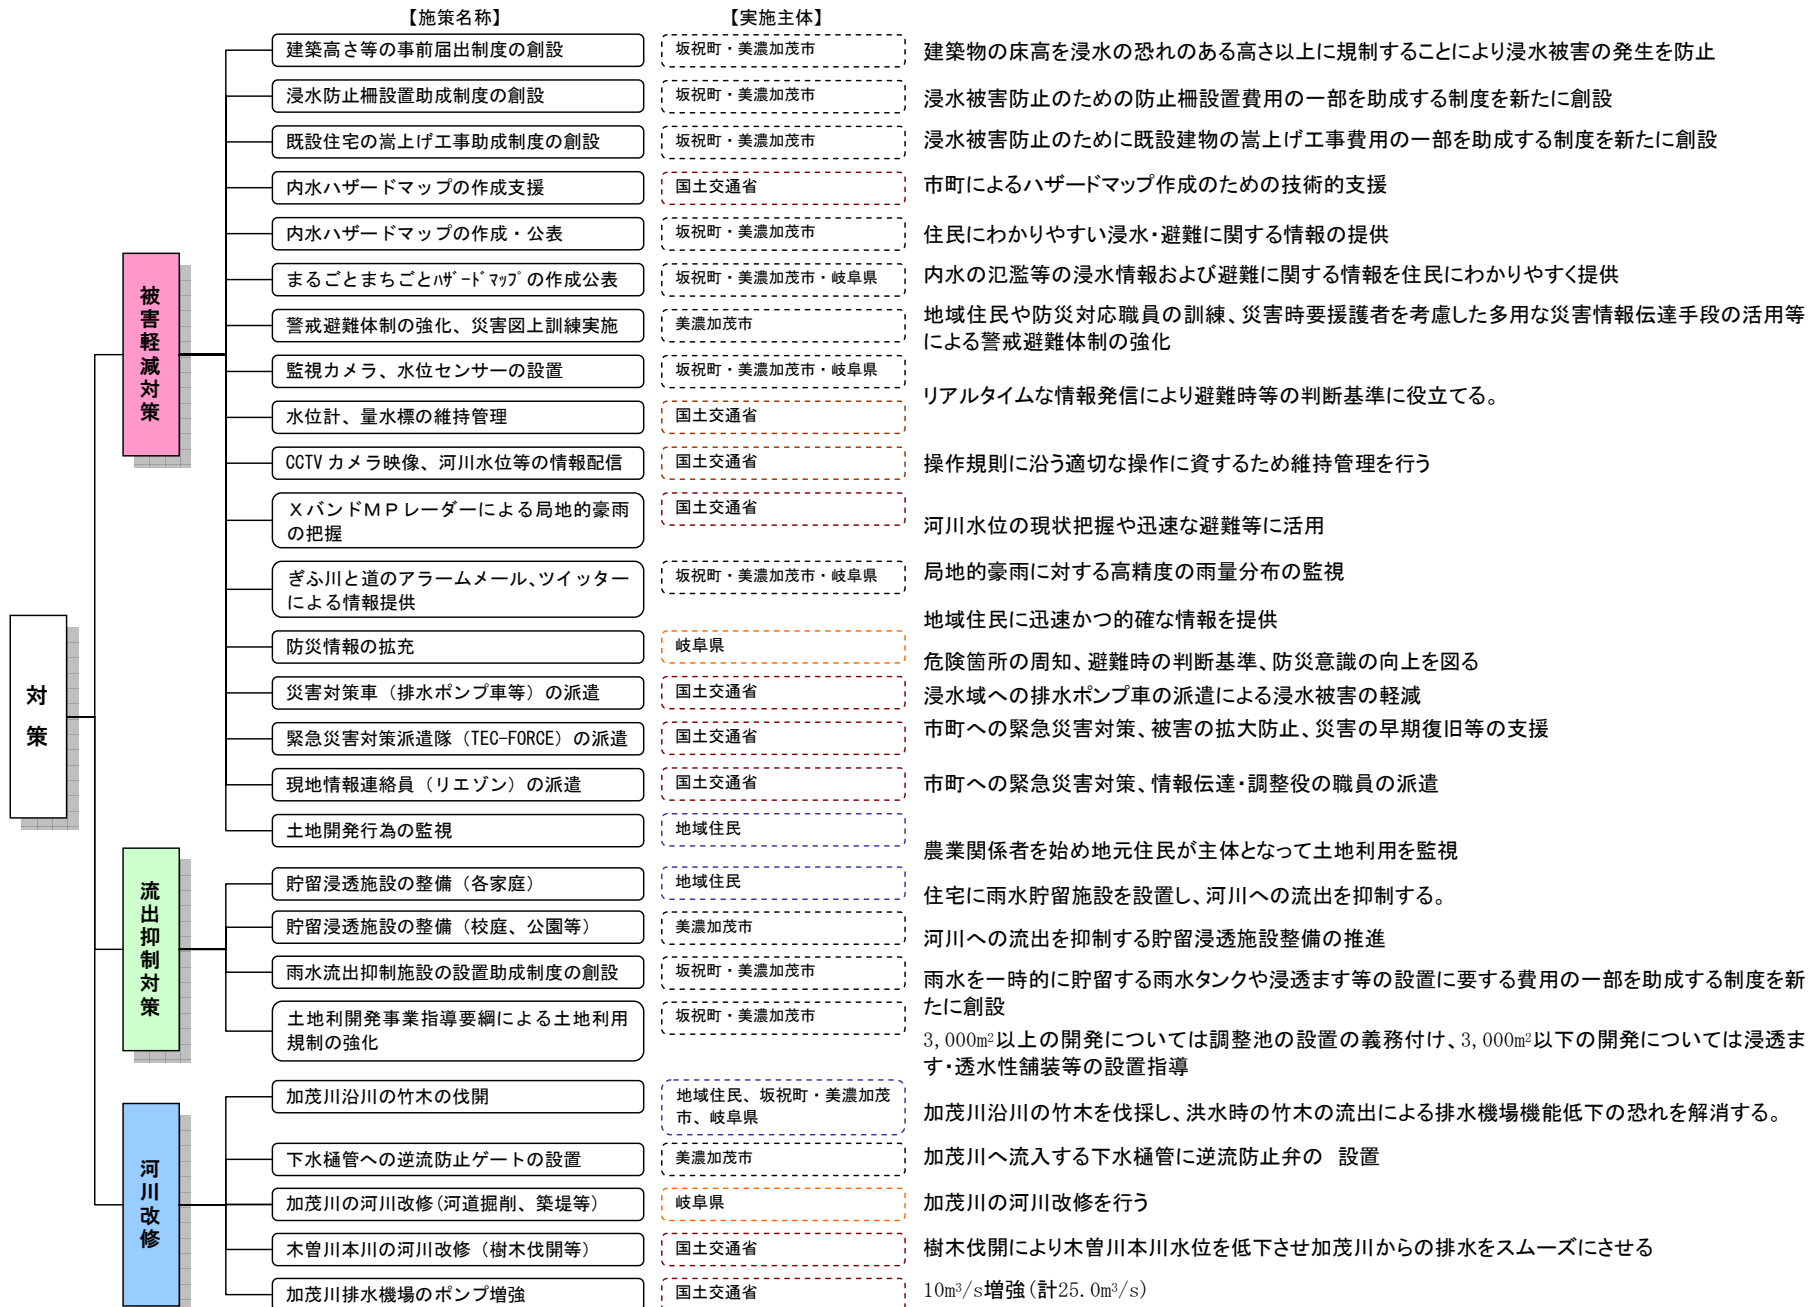 【施策名称】 【実施主体】
建築高さ等の事前届出制度の創設 坂祝町・美濃加茂市 建築物の床高を浸水の恐れのある高さ以上に規制することにより浸水被害の発生を防止
浸水防止柵設置助成制度の創設 坂祝町・美濃加茂市 浸水被害防止のための防止柵設置費用の一部を助成する制度を新たに創設
既設住宅の嵩上げ工事助成制度の創設 坂祝町・美濃加茂市 浸水被害防止のために既設建物の嵩上げ工事費用の一部を助成する制度を新たに創設
内水ハザードマップの作成支援 国土交通省 市町によるハザードマップ作成のための技術的支援
内水ハザードマップの作成・公表 坂祝町・美濃加茂市 住民にわかりやすい浸水・避難に関する情報の提供
まるごとまちごとﾊｻﾞｰﾄﾞﾏｯﾌﾟの作成公表 坂祝町・美濃加茂市・岐阜県 内水の氾濫等の浸水情報および避難に関する情報を住民にわかりやすく提供
警戒避難体制の強化、災害図上訓練実施 美濃加茂市 地域住民や防災対応職員の訓練、災害時要援護者を考慮した多用な災害情報伝達手段の活用等
による警戒避難体制の強化
監視カメラ、水位センサーの設置 坂祝町・美濃加茂市・岐阜県
リアルタイムな情報発信により避難時等の判断基準に役立てる。
水位計、量水標の維持管理 国土交通省
CCTVカメラ映像、河川水位等の情報配信 国土交通省 操作規則に沿う適切な操作に資するため維持管理を行う
XバンドMPレーダーによる局地的豪雨 国土交通省
の把握
河川水位の現状把握や迅速な避難等に活用
ぎふ川と道のアラームメール、ツイッター 坂祝町・美濃加茂市・岐阜県 局地的豪雨に対する高精度の雨量分布の監視
による情報提供
地域住民に迅速かつ的確な情報を提供
防災情報の拡充 岐阜県
危険箇所の周知、避難時の判断基準、防災意識の向上を図る
災害対策車（排水ポンプ車等）の派遣 国土交通省 浸水域への排水ポンプ車の派遣による浸水被害の軽減
緊急災害対策派遣隊（TEC-FORCE）の派遣 国土交通省 市町への緊急災害対策、被害の拡大防止、災害の早期復旧等の支援
現地情報連絡員（リエゾン）の派遣 国土交通省 市町への緊急災害対策、情報伝達・調整役の職員の派遣
土地開発行為の監視 地域住民
農業関係者を始め地元住民が主体となって土地利用を監視
貯留浸透施設の整備（各家庭） 地域住民 住宅に雨水貯留施設を設置し、河川への流出を抑制する。
貯留浸透施設の整備（校庭、公園等） 美濃加茂市 河川への流出を抑制する貯留浸透施設整備の推進
雨水流出抑制施設の設置助成制度の創設 坂祝町・美濃加茂市 雨水を一時的に貯留する雨水タンクや浸透ます等の設置に要する費用の一部を助成する制度を新
たに創設
土地利開発事業指導要綱による土地利用 坂祝町・美濃加茂市
規制の強化
3,000m²以上の開発については調整池の設置の義務付け、3,000m²以下の開発については浸透ま
す・透水性舗装等の設置指導
加茂川沿川の竹木の伐開 地域住民、坂祝町・美濃加茂
市、岐阜県
加茂川沿川の竹木を伐採し、洪水時の竹木の流出による排水機場機能低下の恐れを解消する。
下水樋管への逆流防止ゲートの設置 美濃加茂市 加茂川へ流入する下水樋管に逆流防止弁の 設置
加茂川の河川改修(河道掘削、築堤等) 岐阜県 加茂川の河川改修を行う
木曽川本川の河川改修（樹木伐開等） 国土交通省 樹木伐開により木曽川本川水位を低下させ加茂川からの排水をスムーズにさせる
加茂川排水機場のポンプ増強 国土交通省 10m³/s増強(計25.0m³/s)
対策
被害軽減対策
流出抑制対策
河川改修